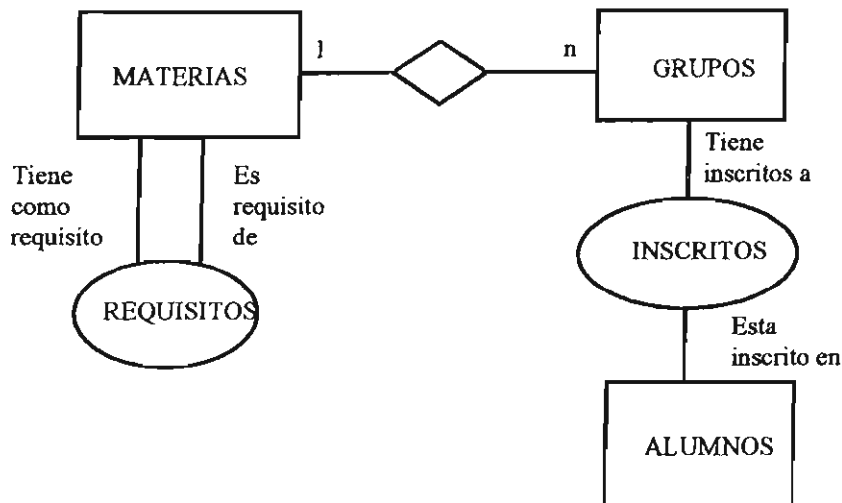 MATERIAS
1
n
GRUPOS
Tiene
como
requisito
Es
requisito
de
Tiene
inscritos a
REQUISITOS
INSCRITOS
Esta
inscrito en
ALUMNOS